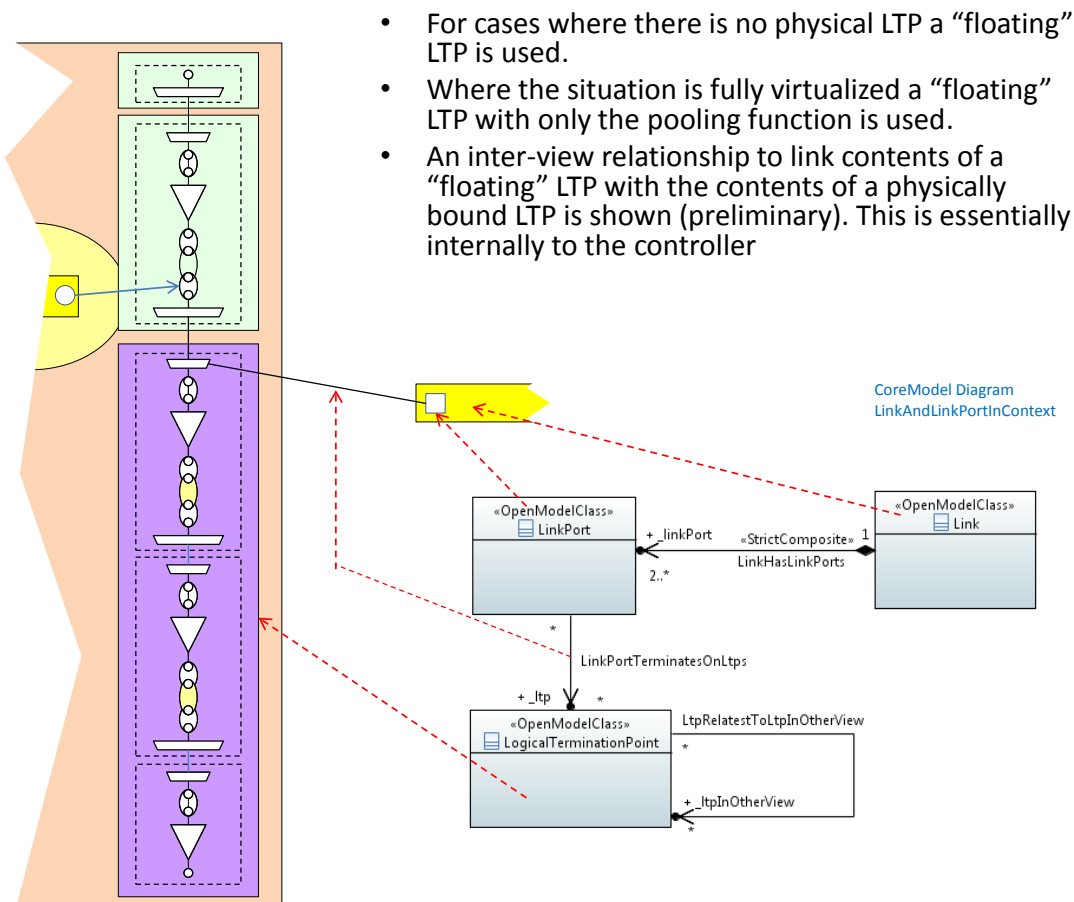 • For cases where there is no physical LTP a “floating”
LTP is used.
• Where the situation is fully virtualized a “floating”
LTP with only the pooling function is used.
• An inter-view relationship to link contents of a
“floating” LTP with the contents of a physically
bound LTP is shown (preliminary). This is essentially
internally to the controller
CoreModel Diagram
LinkAndLinkPortInContext
«OpenModelClass»
LinkPort
+ _linkPort
2..*
«StrictComposite»
1
LinkHasLinkPorts
«OpenModelClass»
Link
*
LinkPortTerminatesOnLtps
+ _ltp
*
«OpenModelClass»
LogicalTerminationPoint
LtpRelatestToLtpInOtherView
*
+ _ltpInOtherView
*